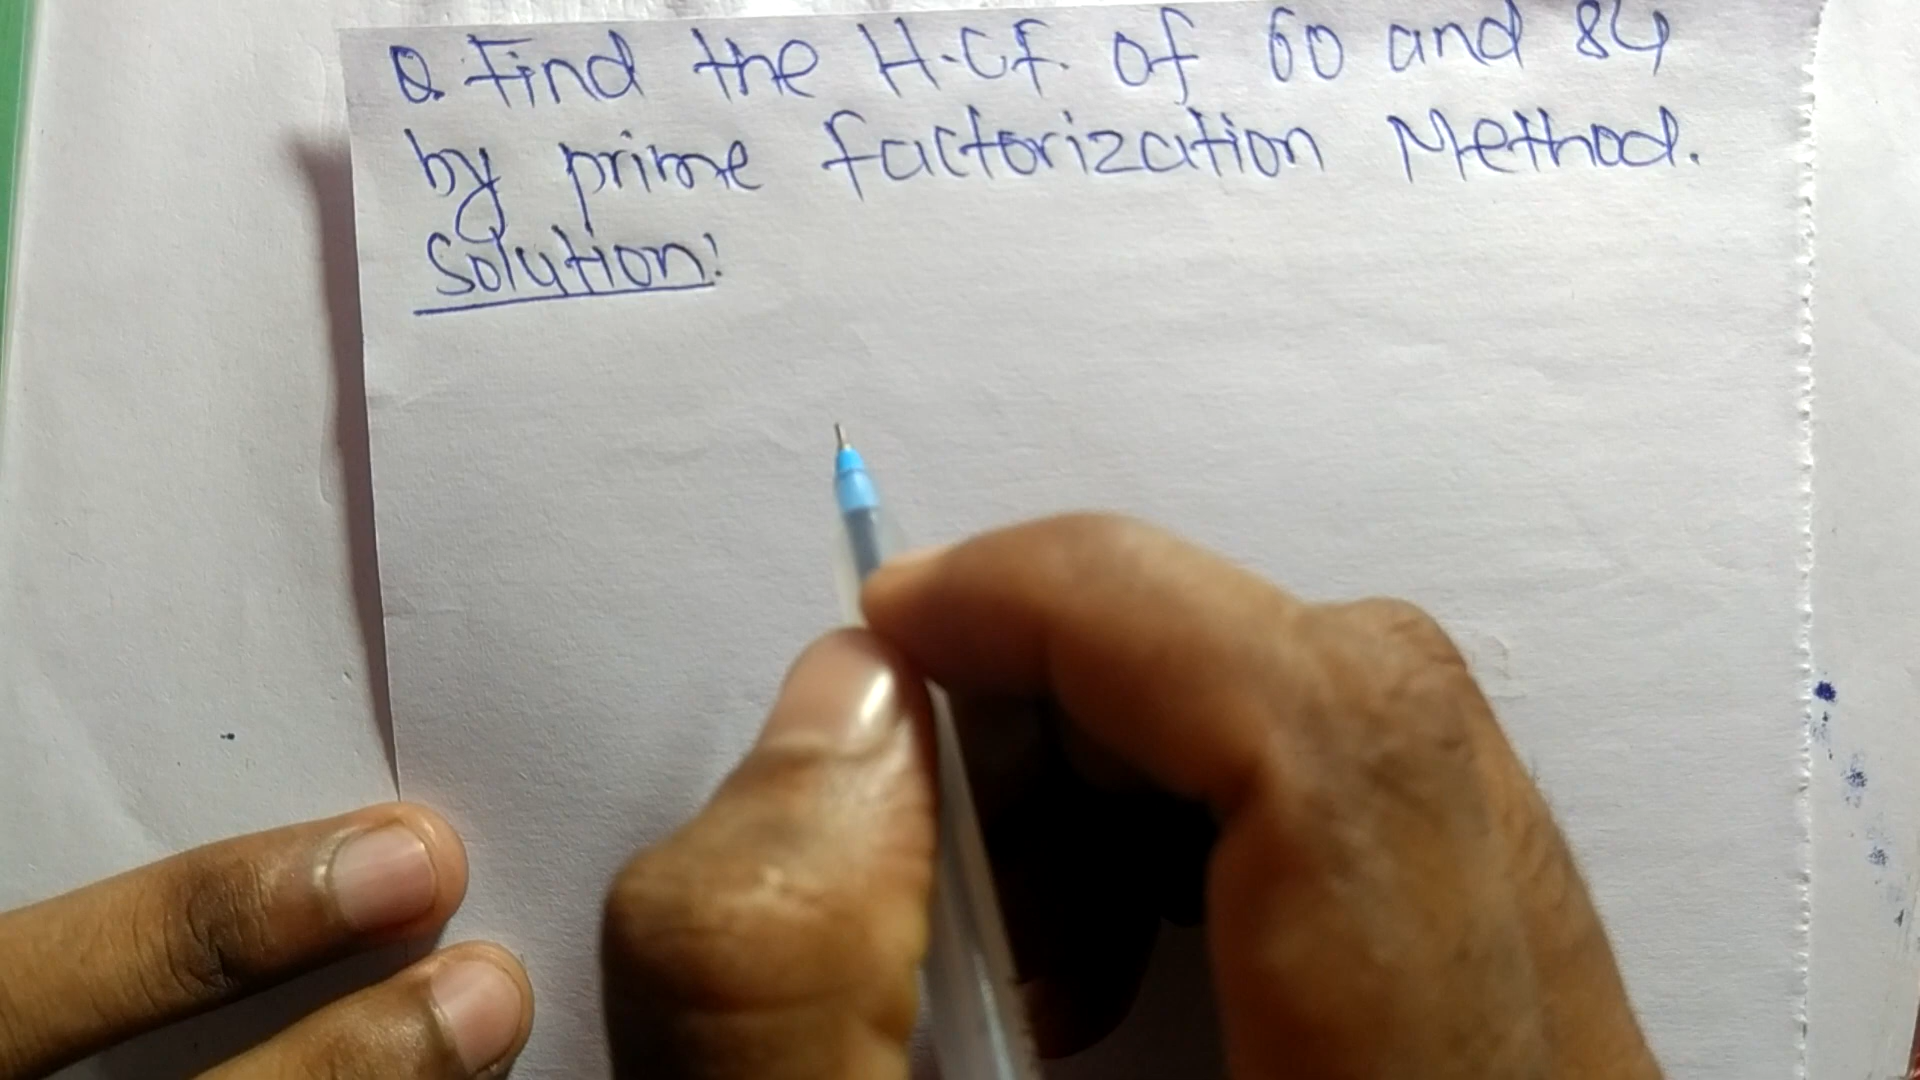 Q. Find the H.C.F. of 60 and 84
by prime factorization Method.
Solution: